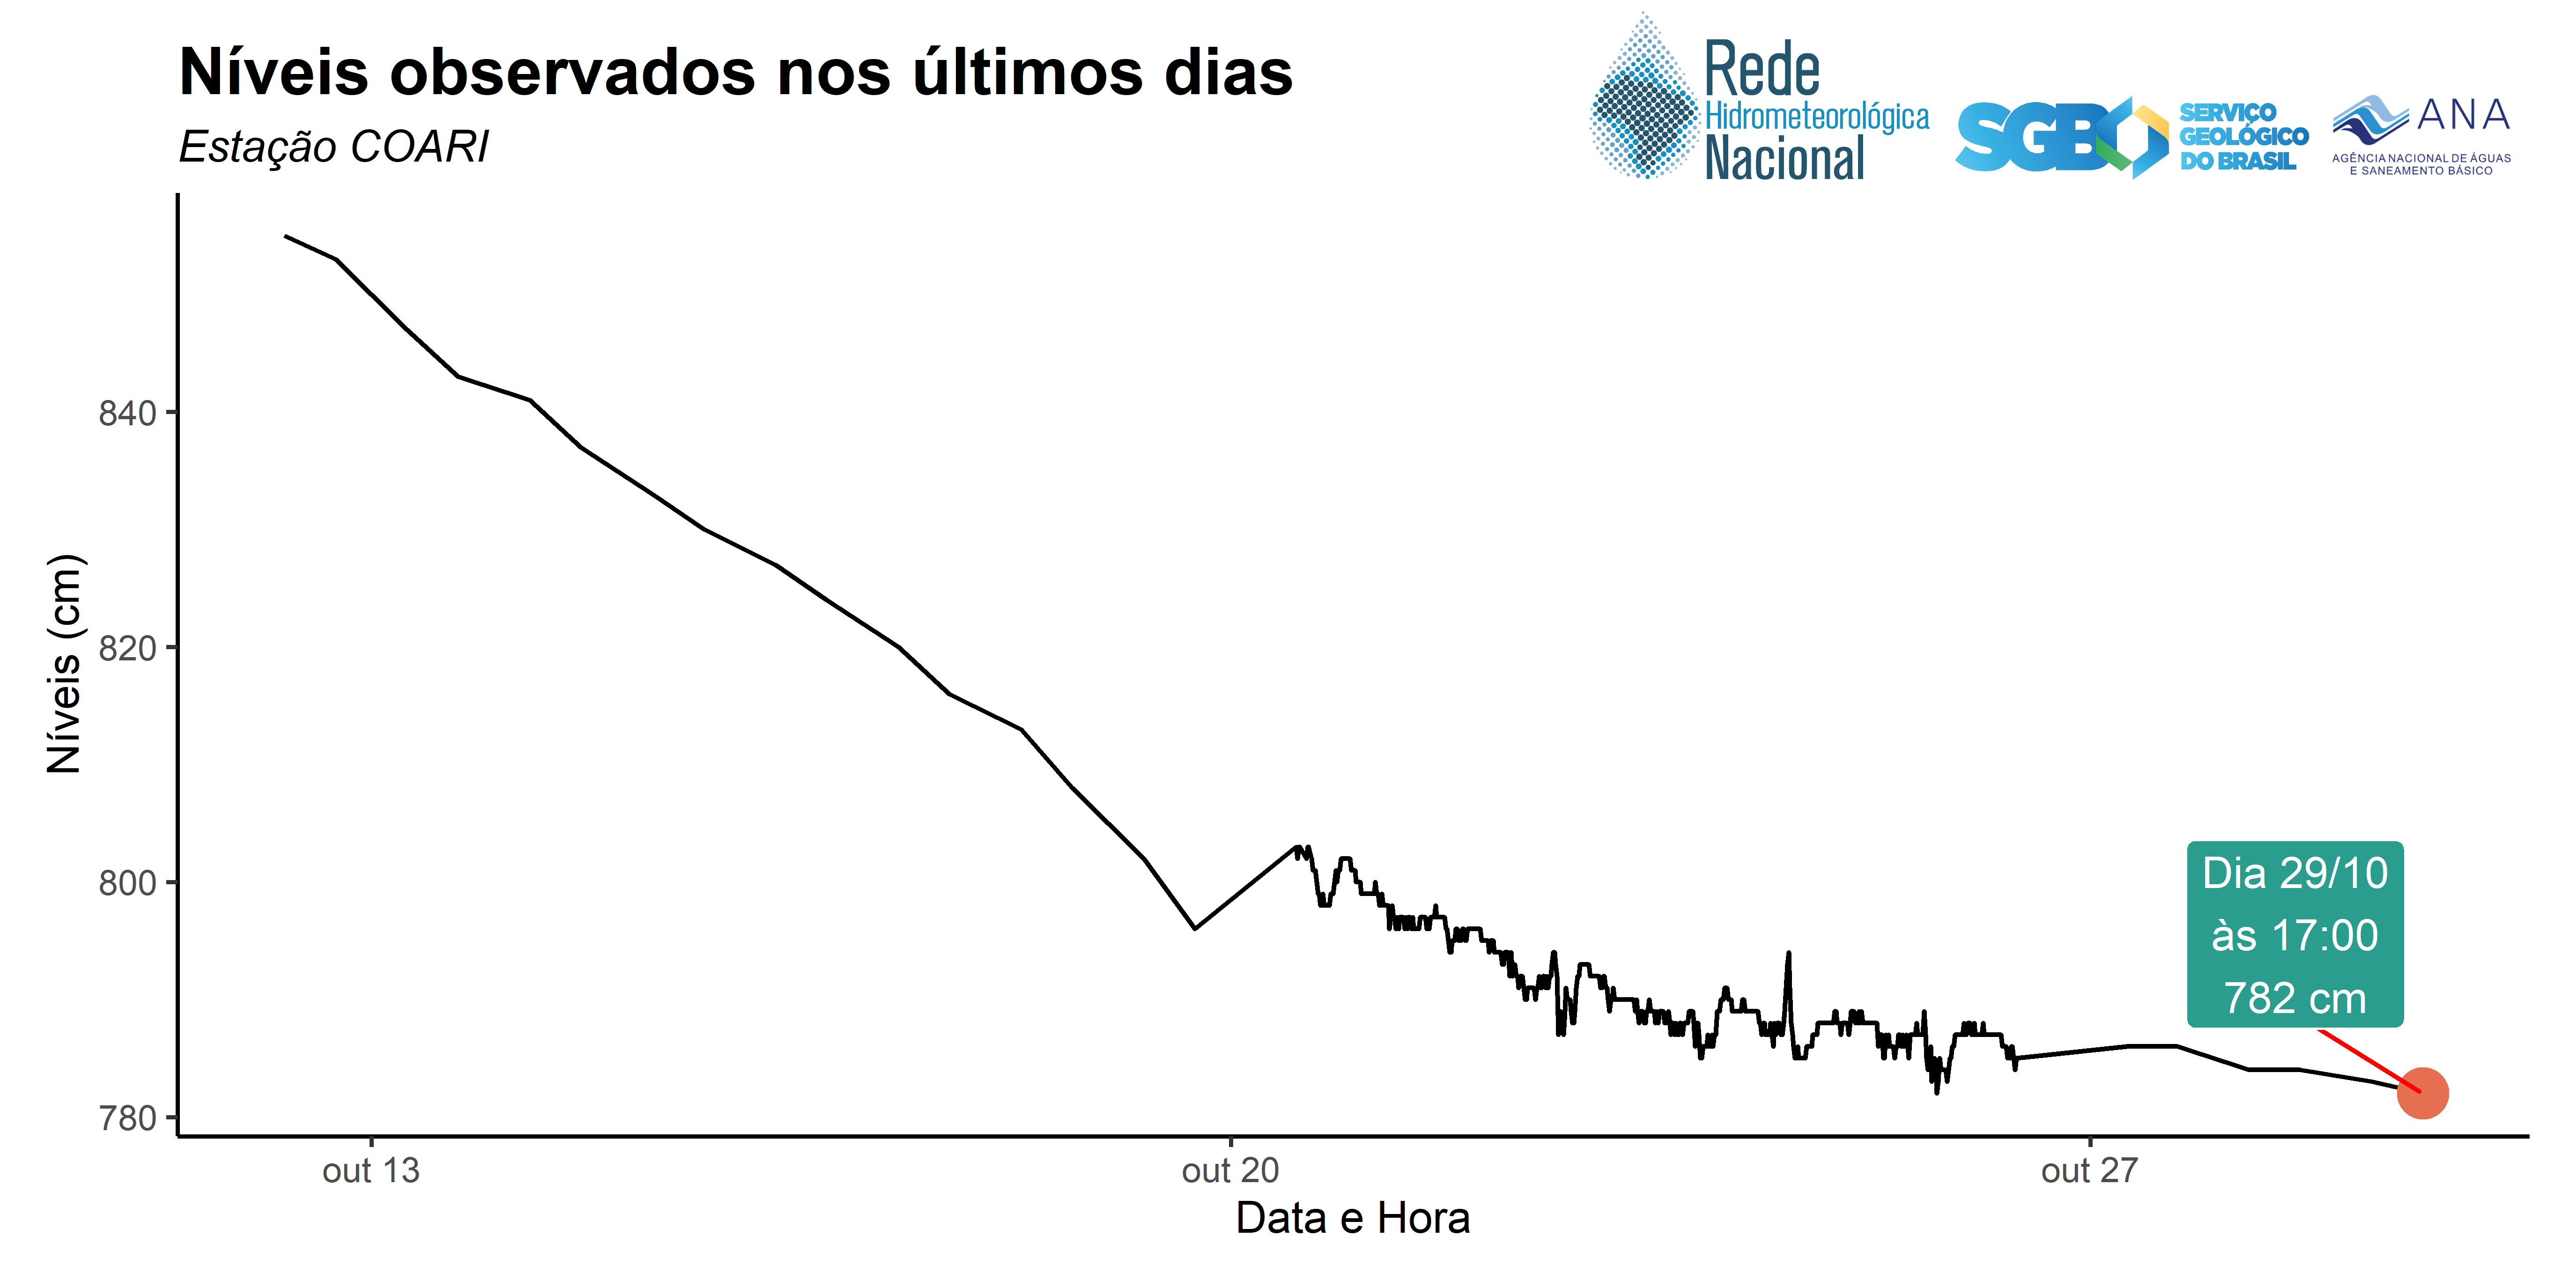 Níveis observados nos últimos dias
Estação COARI
Rede
Hidrometeorológica
Nacional
SGB
SERVIÇO
GEOLÓGICO
DO BRASIL
ANA
AGÊNCIA NACIONAL DE ÁGUAS
E SANEAMENTO BÁSICO
Níveis (cm)
840
820
800
780
Dia 29/10
às 17:00
782 cm
out 13
out 20
out 27
Data e Hora